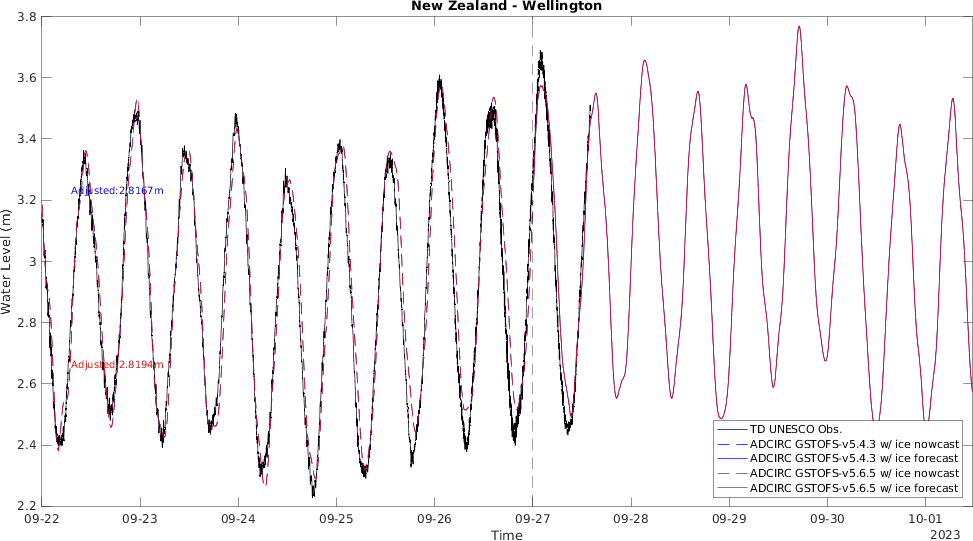 New Zealand - Wellington
3.8
3.6
3.4
3.2
3
2.8
2.6
2.4
2.2
Water Level (m)
Adjusted:2.8167m
Adjusted:2.8194m
TD UNESCO Obs.
ADCIRC GSTOFS-v5.4.3 w/ ice nowcast
ADCIRC GSTOFS-v5.4.3 w/ ice forecast
ADCIRC GSTOFS-v5.6.5 w/ ice nowcast
ADCIRC GSTOFS-v5.6.5 w/ ice forecast
09-22 09-23 09-24 09-25 09-26 09-27 09-28 09-29 09-30 10-01
Time
2023